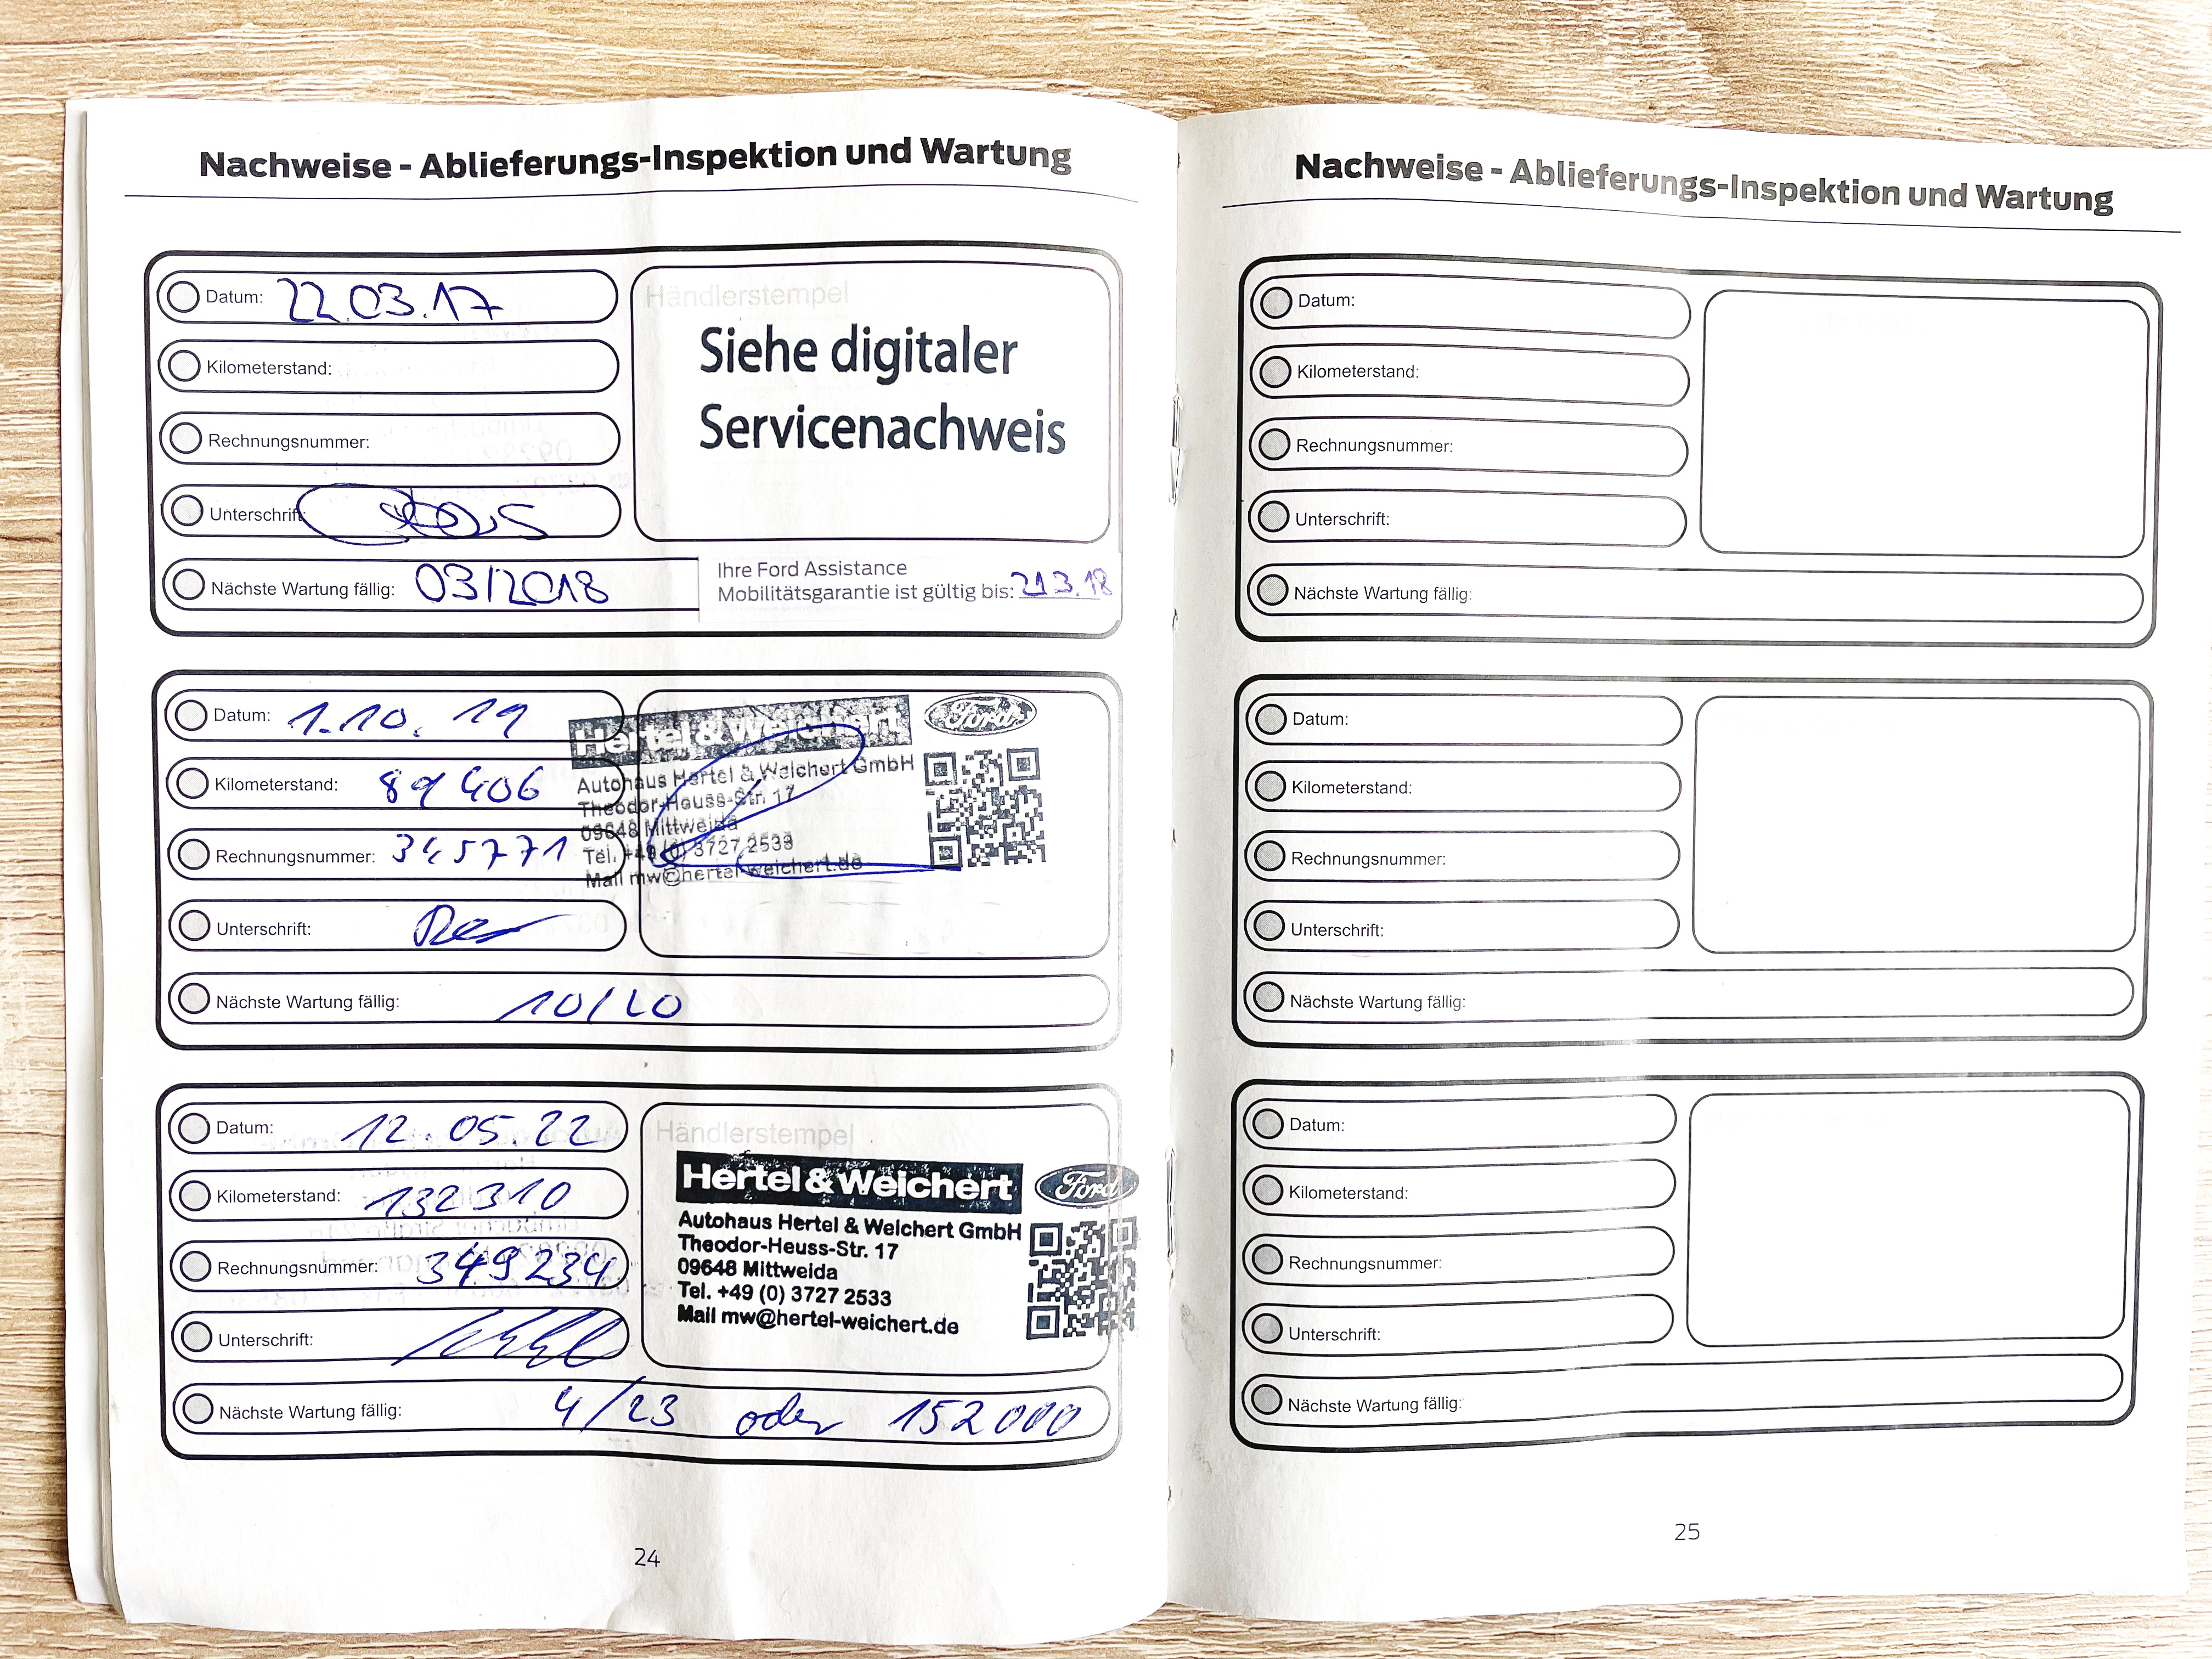 Nachweise - Ablieferungs-Inspektion und Wartung
Datum: 22.03.17
Kilometerstand:
Rechnungsnummer:
Unterschrift:
Nächste Wartung fällig: 03/2018
Händlerstempel
Siehe digitaler
Servicenachweis
Ihre Ford Assistance
Mobilitätsgarantie ist gültig bis: 21.3.18
Datum: 1.10.19
Kilometerstand: 89406
Rechnungsnummer: 345771
Unterschrift:
Nächste Wartung fällig: 10/20
Hertel & Weichert
Ford
Autohaus Hertel & Weichert GmbH
Theodor-Heuss-Str. 17
09648 Mittweida
Tel. +49 (0) 3727 2533
Mail mw@hertel-weichert.de
Datum: 12.05.22
Kilometerstand: 132310
Rechnungsnummer: 349234
Unterschrift:
Nächste Wartung fällig: 4/23 oder 152000
Händlerstempel
Hertel & Weichert
Ford
Autohaus Hertel & Weichert GmbH
Theodor-Heuss-Str. 17
09648 Mittweida
Tel. +49 (0) 3727 2533
Mail mw@hertel-weichert.de
24
Nachweise - Ablieferungs-Inspektion und Wartung
Datum:
Kilometerstand:
Rechnungsnummer:
Unterschrift:
Nächste Wartung fällig:
Datum:
Kilometerstand:
Rechnungsnummer:
Unterschrift:
Nächste Wartung fällig:
Datum:
Kilometerstand:
Rechnungsnummer:
Unterschrift:
Nächste Wartung fällig:
25